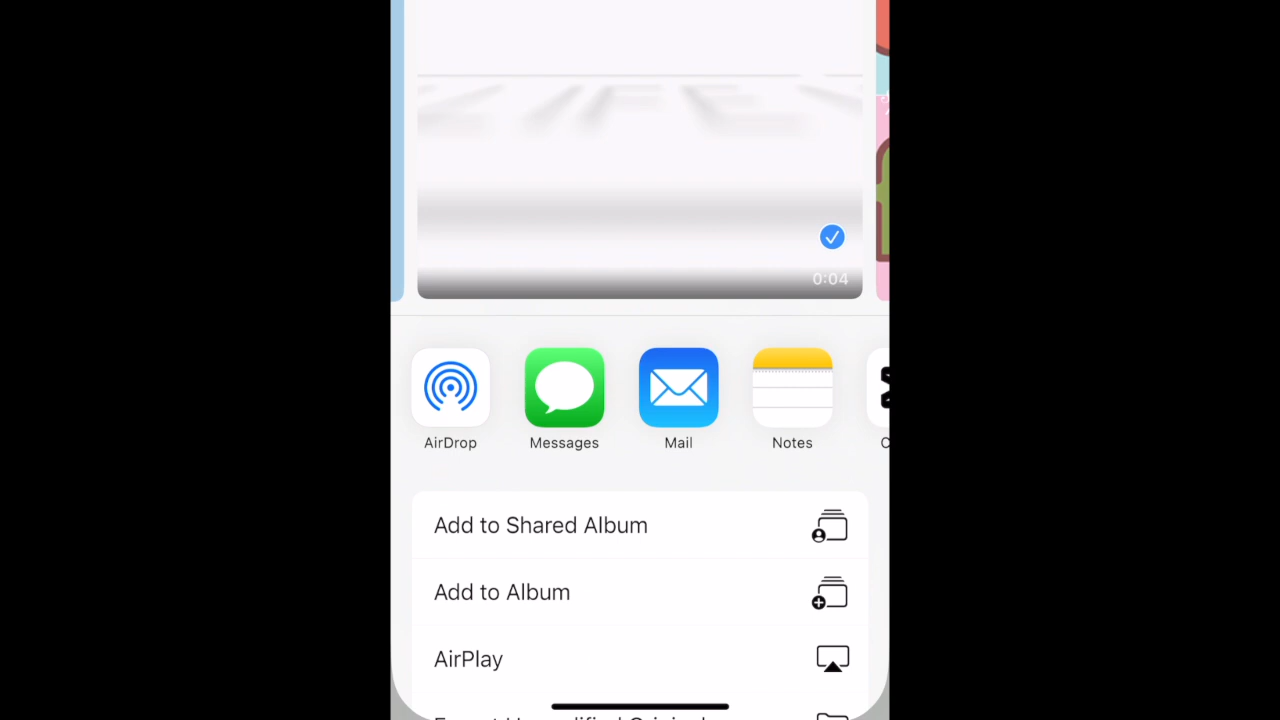 0:04
AirDrop
Messages
Mail
Notes
Add to Shared Album
Add to Album
AirPlay